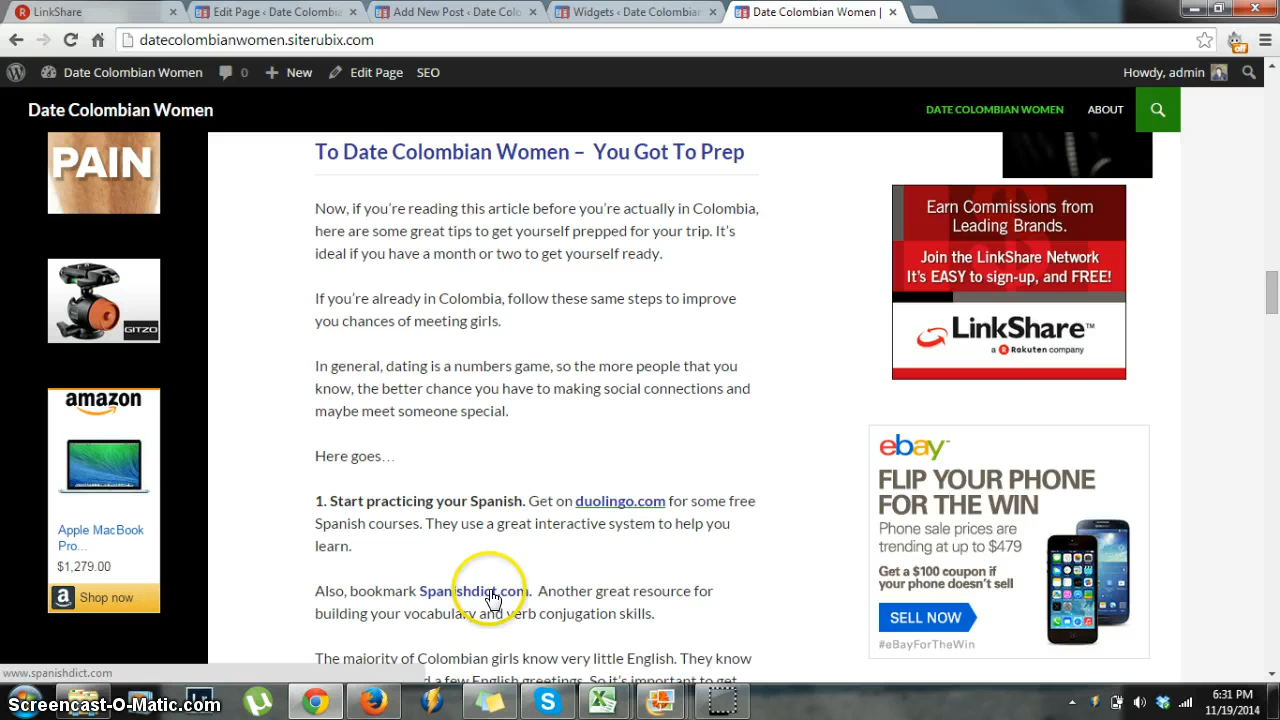 LinkShare
Edit Page ‹ Date Colombia
Add New Post ‹ Date Colo
Widgets ‹ Date Colombian
Date Colombian Women |
datecolombianwomen.siterubix.com
off
Date Colombian Women
0
New
Edit Page
SEO
Howdy, admin
Date Colombian Women
DATE COLOMBIAN WOMEN
ABOUT
PAIN
GITZO
amazon
Apple MacBook
Pro...
$1,279.00
Shop now
To Date Colombian Women – You Got To Prep
Now, if you’re reading this article before you’re actually in Colombia,
here are some great tips to get yourself prepped for your trip. It’s
ideal if you have a month or two to get yourself ready.
If you’re already in Colombia, follow these same steps to improve
you chances of meeting girls.
In general, dating is a numbers game, so the more people that you
know, the better chance you have to making social connections and
maybe meet someone special.
Here goes…
1. Start practicing your Spanish. Get on duolingo.com for some free
Spanish courses. They use a great interactive system to help you
learn.
Also, bookmark Spanishdict.com. Another great resource for
building your vocabulary and verb conjugation skills.
The majority of Colombian girls know very little English. They know
a few English greetings. So it’s important to get
Earn Commissions from
Leading Brands.
Join the LinkShare Network
It's EASY to sign-up, and FREE!
LinkShare™
a Rakuten company
ebay™
FLIP YOUR PHONE
FOR THE WIN
Phone sale prices are
trending at up to $479
Get a $100 coupon if
your phone doesn't sell
SELL NOW
#eBayForTheWin
www.spanishdict.com
Screencast-O-Matic.com
6:31 PM
11/19/2014